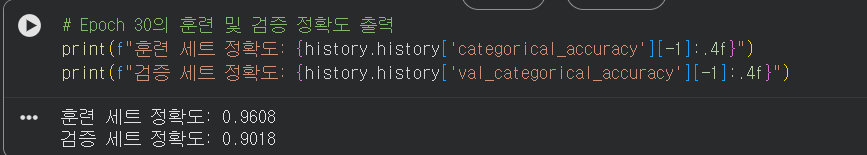 # Epoch 30의 훈련 및 검증 정확도 출력
print(f"훈련 세트 정확도: {history.history['categorical_accuracy'][-1]:.4f}")
print(f"검증 세트 정확도: {history.history['val_categorical_accuracy'][-1]:.4f}")
훈련 세트 정확도: 0.9608
검증 세트 정확도: 0.9018